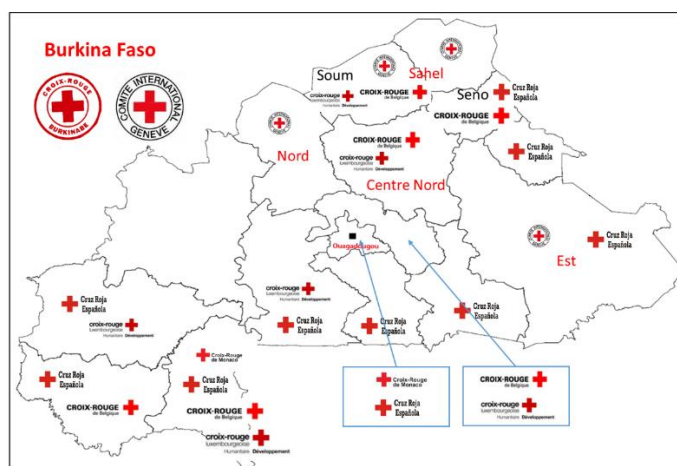 Burkina Faso
CROIX-ROUGE
BURKINABE
COMITE INTERNATIONAL
GENEVE
Soum
Sahel
croix-rouge
luxembourgeoise
Humanitaire Développement
CROIX-ROUGE
de Belgique
Seno
Cruz Roja
Española
CROIX-ROUGE
de Belgique
Nord
CROIX-ROUGE
de Belgique
croix-rouge
luxembourgeoise
Humanitaire Développement
Centre Nord
Cruz Roja
Española
Ouagadougou
Est
Cruz Roja
Española
croix-rouge
luxembourgeoise
Humanitaire Développement
Cruz Roja
Española
Cruz Roja
Española
Cruz Roja
Española
Cruz Roja
Española
croix-rouge
luxembourgeoise
Humanitaire Développement
Croix-Rouge
de Monaco
Cruz Roja
Española
Cruz Roja
Española
CROIX-ROUGE
de Belgique
CROIX-ROUGE
de Belgique
croix-rouge
luxembourgeoise
Humanitaire Développement
Croix-Rouge
de Monaco
Cruz Roja
Española
CROIX-ROUGE
de Belgique
croix-rouge
luxembourgeoise
Humanitaire Développement